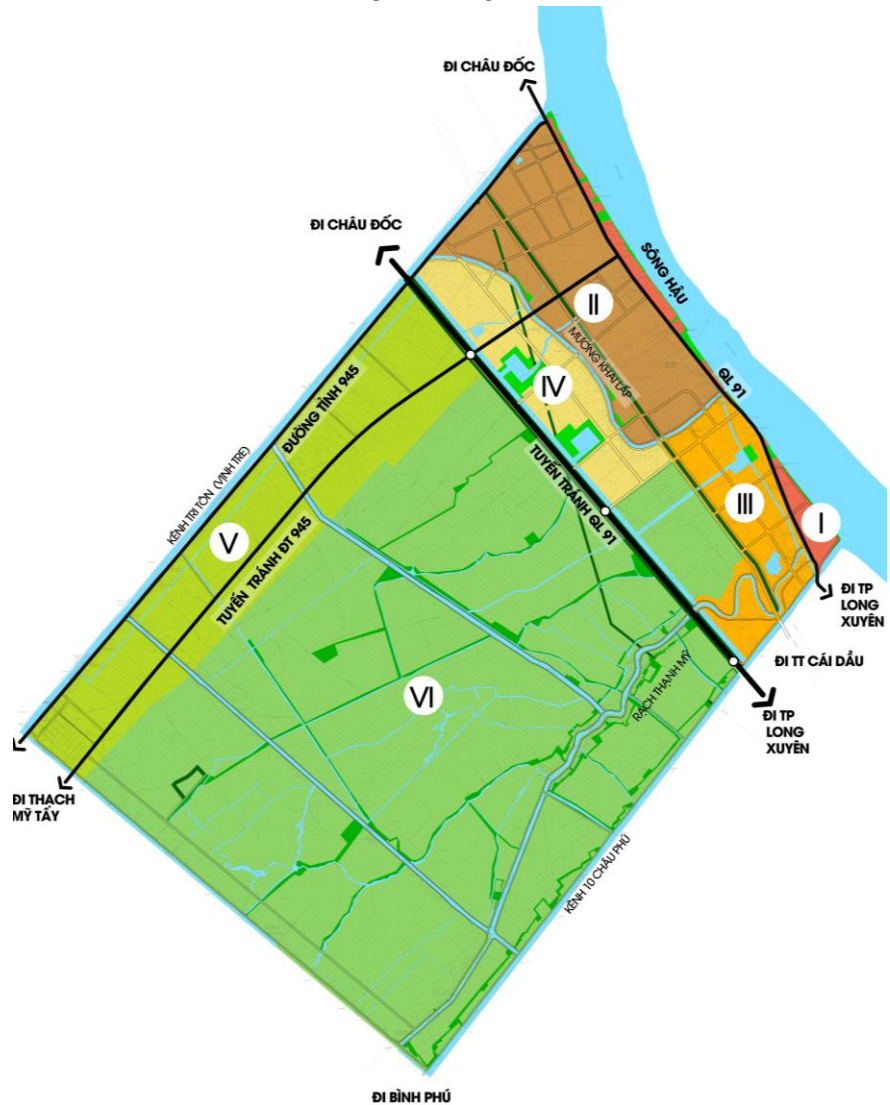 ĐI CHÂU ĐỐC
ĐI CHÂU ĐỐC
SÔNG HẬU
II
MƯƠNG KHAI LẤP
IV
QL 91
ĐƯỜNG TỈNH 945
TUYẾN TRÁNH QL 91
KÊNH TRI TÔN (VỊNH TRE)
III
I
V
TUYẾN TRÁNH ĐT 945
ĐI TP
LONG
XUYÊN
ĐI TT CÁI DẦU
RẠCH THẠNH MỸ
VI
ĐI TP
LONG
XUYÊN
ĐI THẠCH
MỸ TÂY
KÊNH 10 CHÂU PHÚ
ĐI BÌNH PHÚ